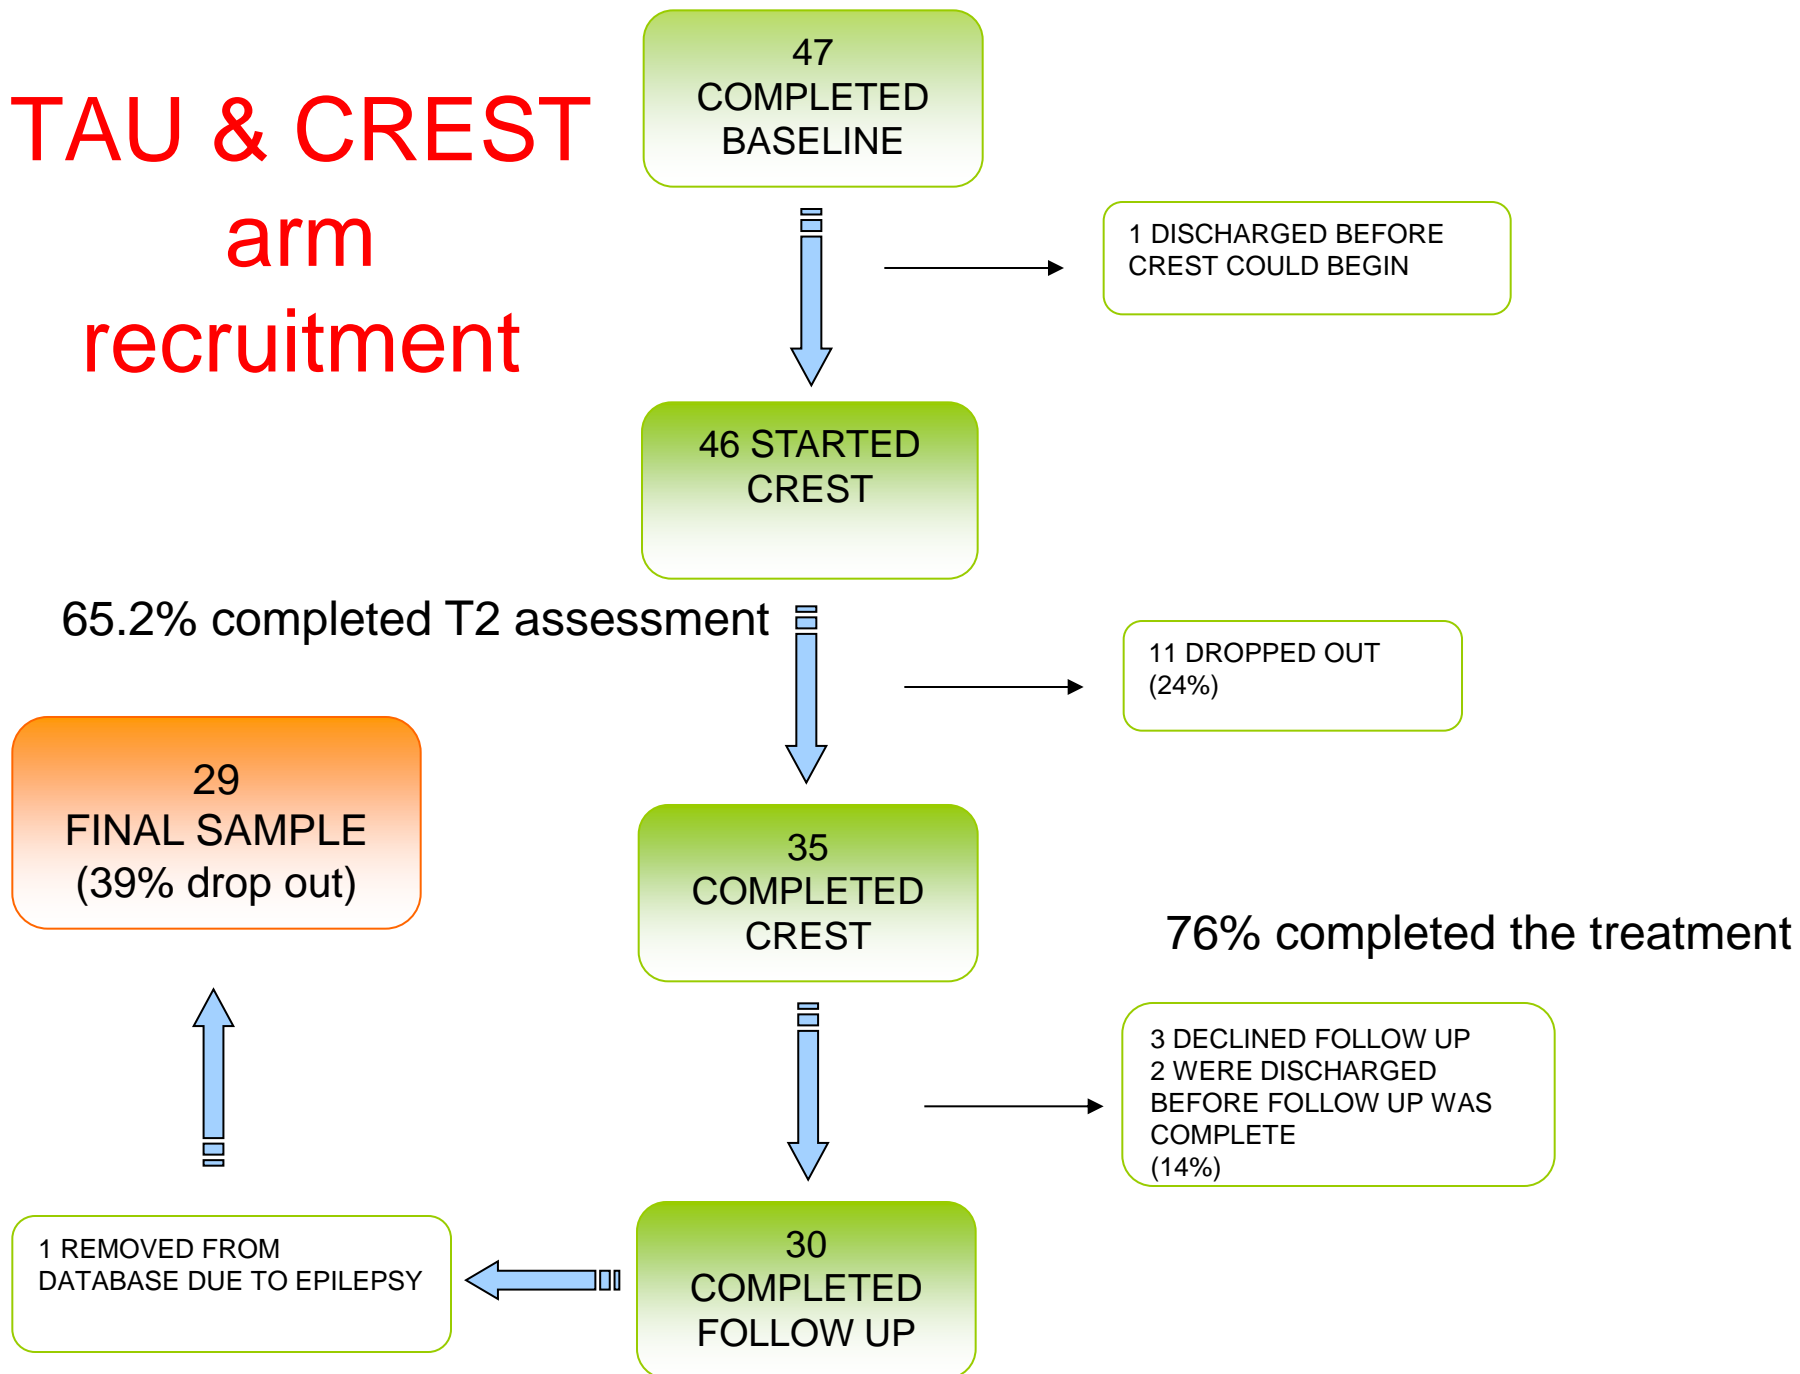 TAU & CREST
arm
recruitment
47
COMPLETED
BASELINE
1 DISCHARGED BEFORE
CREST COULD BEGIN
46 STARTED
CREST
65.2% completed T2 assessment
11 DROPPED OUT
(24%)
29
FINAL SAMPLE
(39% drop out)
35
COMPLETED
CREST
76% completed the treatment
3 DECLINED FOLLOW UP
2 WERE DISCHARGED
BEFORE FOLLOW UP WAS
COMPLETE
(14%)
1 REMOVED FROM
DATABASE DUE TO EPILEPSY
30
COMPLETED
FOLLOW UP